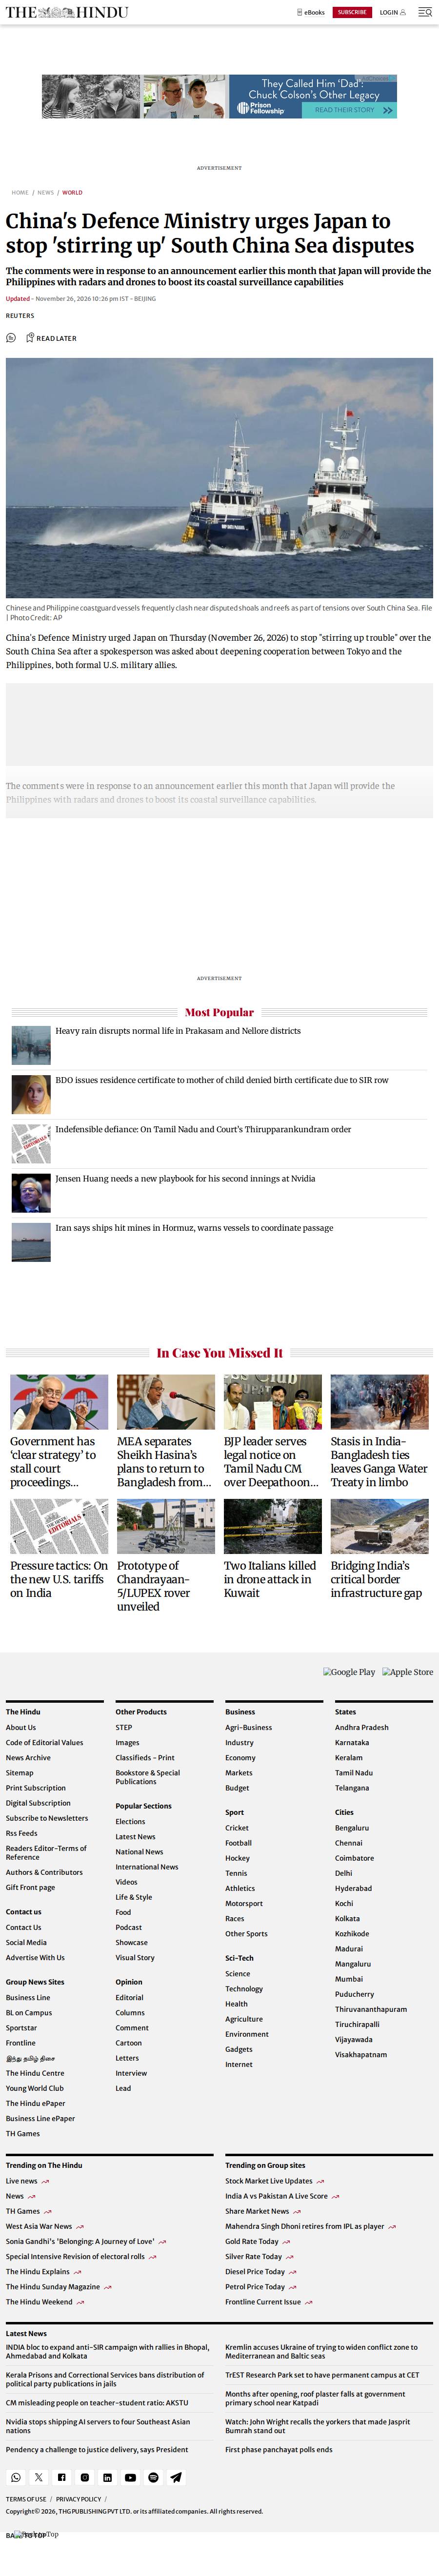 THE HINDU
eBooks
SUBSCRIBE
LOGIN
They Called Him 'Dad':
Chuck Colson's Other Legacy
Prison
Fellowship
READ THEIR STORY
ADVERTISEMENT
HOME / NEWS / WORLD
China's Defence Ministry urges Japan to
stop 'stirring up' South China Sea disputes
The comments were in response to an announcement earlier this month that Japan will provide the
Philippines with radars and drones to boost its coastal surveillance capabilities
Updated - November 26, 2026 10:26 pm IST - BEIJING
REUTERS
READ LATER
Chinese and Philippine coastguard vessels frequently clash near disputed shoals and reefs as part of tensions over South China Sea. File
| Photo Credit: AP
China's Defence Ministry urged Japan on Thursday (November 26, 2026) to stop "stirring up trouble" over the
South China Sea after a spokesperson was asked about deepening cooperation between Tokyo and the
Philippines, both formal U.S. military allies.
The comments were in response to an announcement earlier this month that Japan will provide the
Philippines with radars and drones to boost its coastal surveillance capabilities.
ADVERTISEMENT
Most Popular
Heavy rain disrupts normal life in Prakasam and Nellore districts
BDO issues residence certificate to mother of child denied birth certificate due to SIR row
Indefensible defiance: On Tamil Nadu and Court's Thirupparankundram order
Jensen Huang needs a new playbook for his second innings at Nvidia
Iran says ships hit mines in Hormuz, warns vessels to coordinate passage
In Case You Missed It
Government has
'clear strategy' to
stall court
proceedings...
MEA separates
Sheikh Hasina's
plans to return to
Bangladesh from...
BJP leader serves
legal notice on
Tamil Nadu CM
over Deepathoon...
Stasis in India-
Bangladesh ties
leaves Ganga Water
Treaty in limbo
EDITORIALS
Pressure tactics: On
the new U.S. tariffs
on India
Prototype of
Chandrayaan-
5/LUPEX rover
unveiled
Two Italians killed
in drone attack in
Kuwait
Bridging India's
critical border
infrastructure gap
Google Play
Apple Store
The Hindu
About Us
Code of Editorial Values
News Archive
Sitemap
Print Subscription
Digital Subscription
Subscribe to Newsletters
Rss Feeds
Readers Editor-Terms of
Reference
Authors & Contributors
Gift Front page
Contact us
Contact Us
Social Media
Advertise With Us
Group News Sites
Business Line
BL on Campus
Sportstar
Frontline
இந்து தமிழ் திசை
The Hindu Centre
Young World Club
The Hindu ePaper
Business Line ePaper
TH Games
Other Products
STEP
Images
Classifieds - Print
Bookstore & Special
Publications
Popular Sections
Elections
Latest News
National News
International News
Videos
Life & Style
Food
Podcast
Showcase
Visual Story
Opinion
Editorial
Columns
Comment
Cartoon
Letters
Interview
Lead
Business
Agri-Business
Industry
Economy
Markets
Budget
Sport
Cricket
Football
Hockey
Tennis
Athletics
Motorsport
Races
Other Sports
Sci-Tech
Science
Technology
Health
Agriculture
Environment
Gadgets
Internet
States
Andhra Pradesh
Karnataka
Keralam
Tamil Nadu
Telangana
Cities
Bengaluru
Chennai
Coimbatore
Delhi
Hyderabad
Kochi
Kolkata
Kozhikode
Madurai
Mangaluru
Mumbai
Puducherry
Thiruvananthapuram
Tiruchirapalli
Vijayawada
Visakhapatnam
Trending on The Hindu
Live news
News
TH Games
West Asia War News
Sonia Gandhi's 'Belonging: A Journey of Love'
Special Intensive Revision of electoral rolls
The Hindu Explains
The Hindu Sunday Magazine
The Hindu Weekend
Trending on Group sites
Stock Market Live Updates
India A vs Pakistan A Live Score
Share Market News
Mahendra Singh Dhoni retires from IPL as player
Gold Rate Today
Silver Rate Today
Diesel Price Today
Petrol Price Today
Frontline Current Issue
Latest News
INDIA bloc to expand anti-SIR campaign with rallies in Bhopal,
Ahmedabad and Kolkata
Kerala Prisons and Correctional Services bans distribution of
political party publications in jails
CM misleading people on teacher-student ratio: AKSTU
Nvidia stops shipping AI servers to four Southeast Asian
nations
Pendency a challenge to justice delivery, says President
Kremlin accuses Ukraine of trying to widen conflict zone to
Mediterranean and Baltic seas
TrEST Research Park set to have permanent campus at CET
Months after opening, roof plaster falls at government
primary school near Katpadi
Watch: John Wright recalls the yorkers that made Jasprit
Bumrah stand out
First phase panchayat polls ends
TERMS OF USE / PRIVACY POLICY /
Copyright© 2026, THG PUBLISHING PVT LTD. or its affiliated companies. All rights reserved.
BACK TO TOP